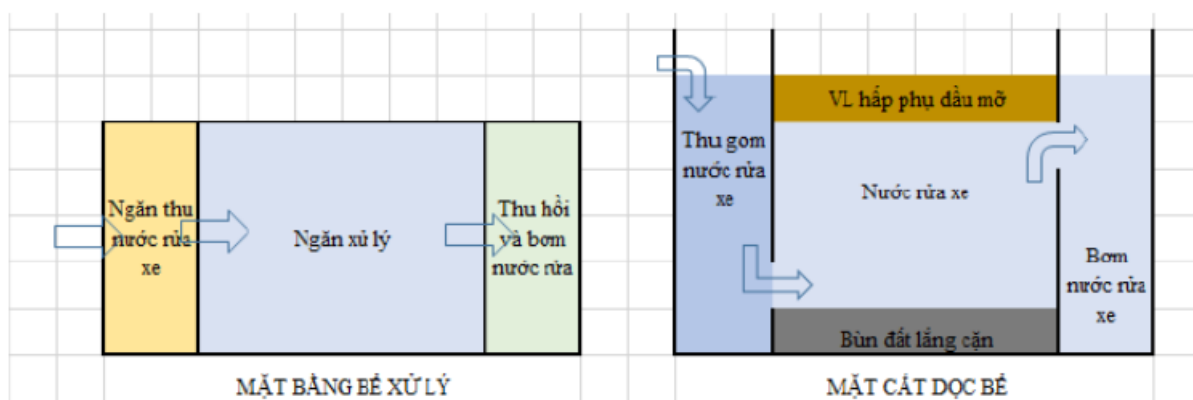 Ngăn thu
nước rửa
xe
Ngăn xử lý
Thu hồi
và bơm
nước rửa
MẶT BẰNG BỂ XỬ LÝ
VL hấp phụ dầu mỡ
Thu gom
nước rửa
xe
Nước rửa xe
Bơm
nước rửa
xe
Bùn đất lắng cặn
MẶT CẮT DỌC BỂ